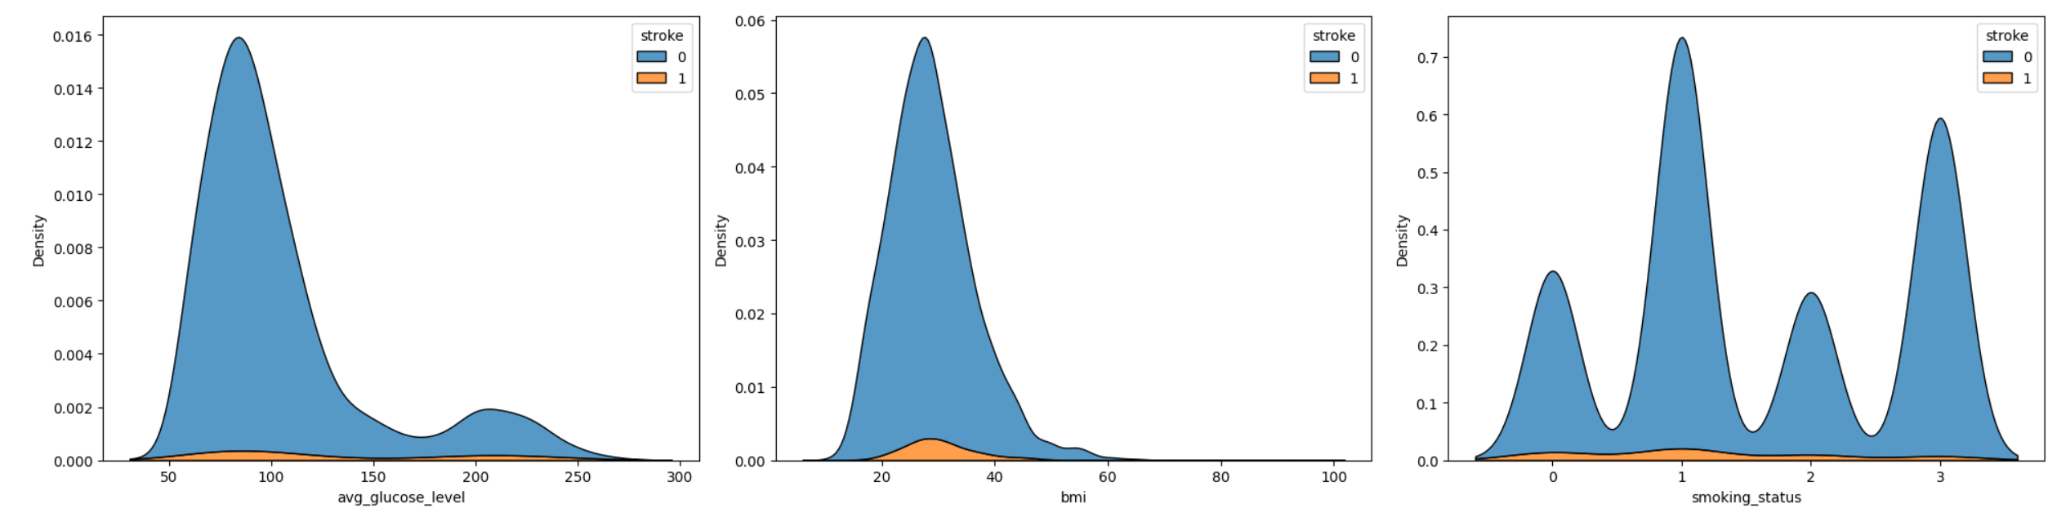 0.016
0.014
0.012
0.010
0.008
0.006
0.004
0.002
0.000
Density
50 100 150 200 250 300
avg_glucose_level
stroke
0
1
0.06
0.05
0.04
0.03
0.02
0.01
0.00
Density
20 40 60 80 100
bmi
stroke
0
1
0.7
0.6
0.5
0.4
0.3
0.2
0.1
0.0
Density
0 1 2 3
smoking_status
stroke
0
1